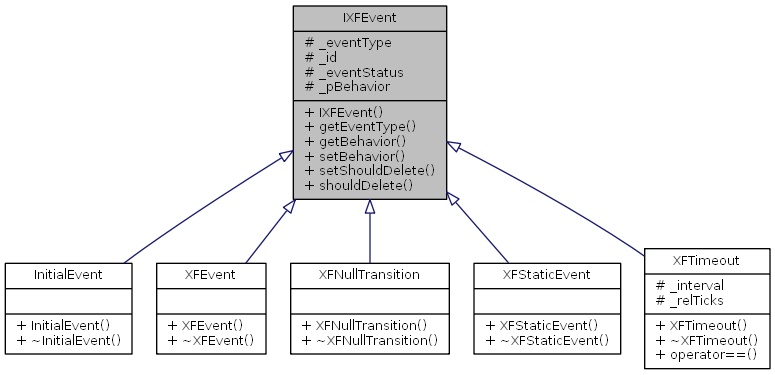 IXFEvent
# _eventType
# _id
# _eventStatus
# _pBehavior
+ IXFEvent()
+ getEventType()
+ getBehavior()
+ setBehavior()
+ setShouldDelete()
+ shouldDelete()
InitialEvent
+ InitialEvent()
+ ~InitialEvent()
XFEvent
+ XFEvent()
+ ~XFEvent()
XFNullTransition
+ XFNullTransition()
+ ~XFNullTransition()
XFStaticEvent
+ XFStaticEvent()
+ ~XFStaticEvent()
XFTimeout
# _interval
# _relTicks
+ XFTimeout()
+ ~XFTimeout()
+ operator==()